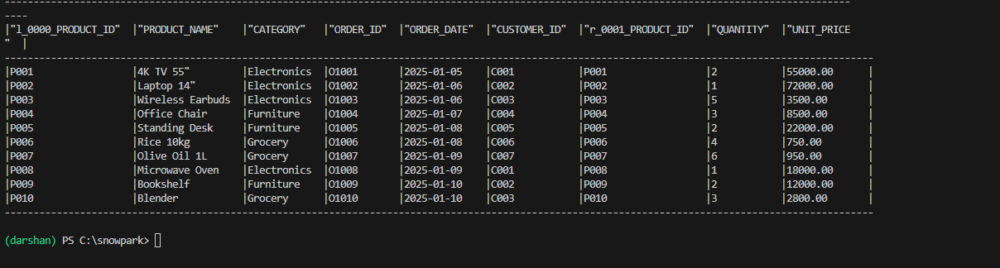 |"l_0000_PRODUCT_ID"  |"PRODUCT_NAME"    |"CATEGORY"   |"ORDER_ID"  |"ORDER_DATE"  |"CUSTOMER_ID"  |"r_0001_PRODUCT_ID"  |"QUANTITY"  |"UNIT_PRICE
"  |
|P001                 |4K TV 55"         |Electronics  |O1001       |2025-01-05    |C001           |P001                 |2           |55000.00      |
|P002                 |Laptop 14"        |Electronics  |O1002       |2025-01-06    |C002           |P002                 |1           |72000.00      |
|P003                 |Wireless Earbuds  |Electronics  |O1003       |2025-01-06    |C003           |P003                 |5           |3500.00       |
|P004                 |Office Chair      |Furniture    |O1004       |2025-01-07    |C004           |P004                 |3           |8500.00       |
|P005                 |Standing Desk     |Furniture    |O1005       |2025-01-08    |C005           |P005                 |2           |22000.00      |
|P006                 |Rice 10kg         |Grocery      |O1006       |2025-01-08    |C006           |P006                 |4           |750.00        |
|P007                 |Olive Oil 1L      |Grocery      |O1007       |2025-01-09    |C007           |P007                 |6           |950.00        |
|P008                 |Microwave Oven    |Electronics  |O1008       |2025-01-09    |C001           |P008                 |1           |18000.00      |
|P009                 |Bookshelf         |Furniture    |O1009       |2025-01-10    |C002           |P009                 |2           |12000.00      |
|P010                 |Blender           |Grocery      |O1010       |2025-01-10    |C003           |P010                 |3           |2800.00       |
(darshan) PS C:\snowpark>